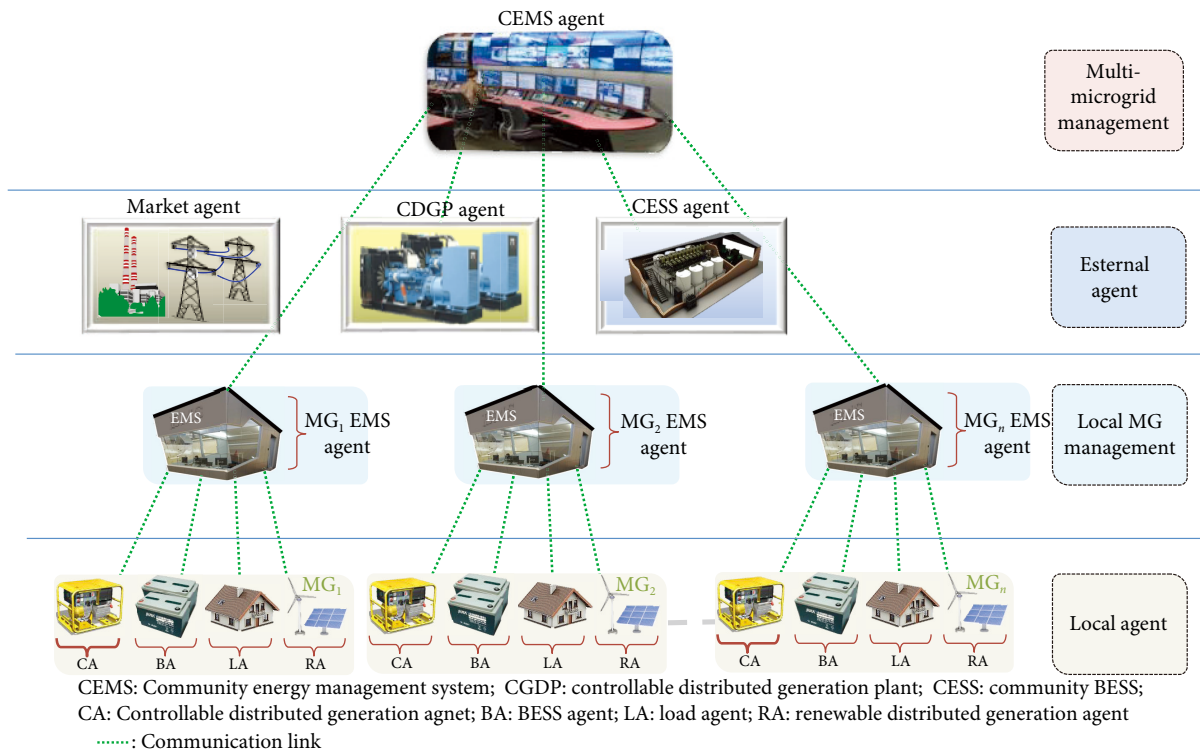 CEMS agent
Multi-
microgrid
management
Market agent
CDGP agent
CESS agent
Esternal
agent
EMS
MG1 EMS
agent
EMS
MG2 EMS
agent
EMS
MGn EMS
agent
Local MG
management
MG1
MG2
MGn
Local agent
CA BA LA RA
CA BA LA RA
CA BA LA RA
CEMS: Community energy management system; CGDP: controllable distributed generation plant; CESS: community BESS;
CA: Controllable distributed generation agnet; BA: BESS agent; LA: load agent; RA: renewable distributed generation agent
: Communication link